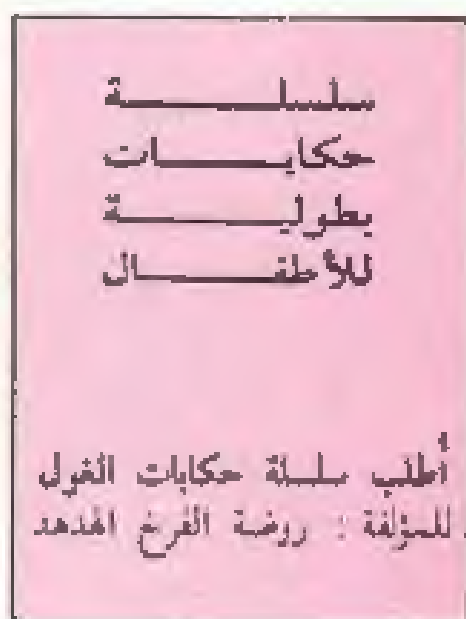 سلسلة
حكايات
بطولية
للأطفال
أطلب سلسلة حكايات الغول
للمؤلفة : روضة الفرخ الهدهد